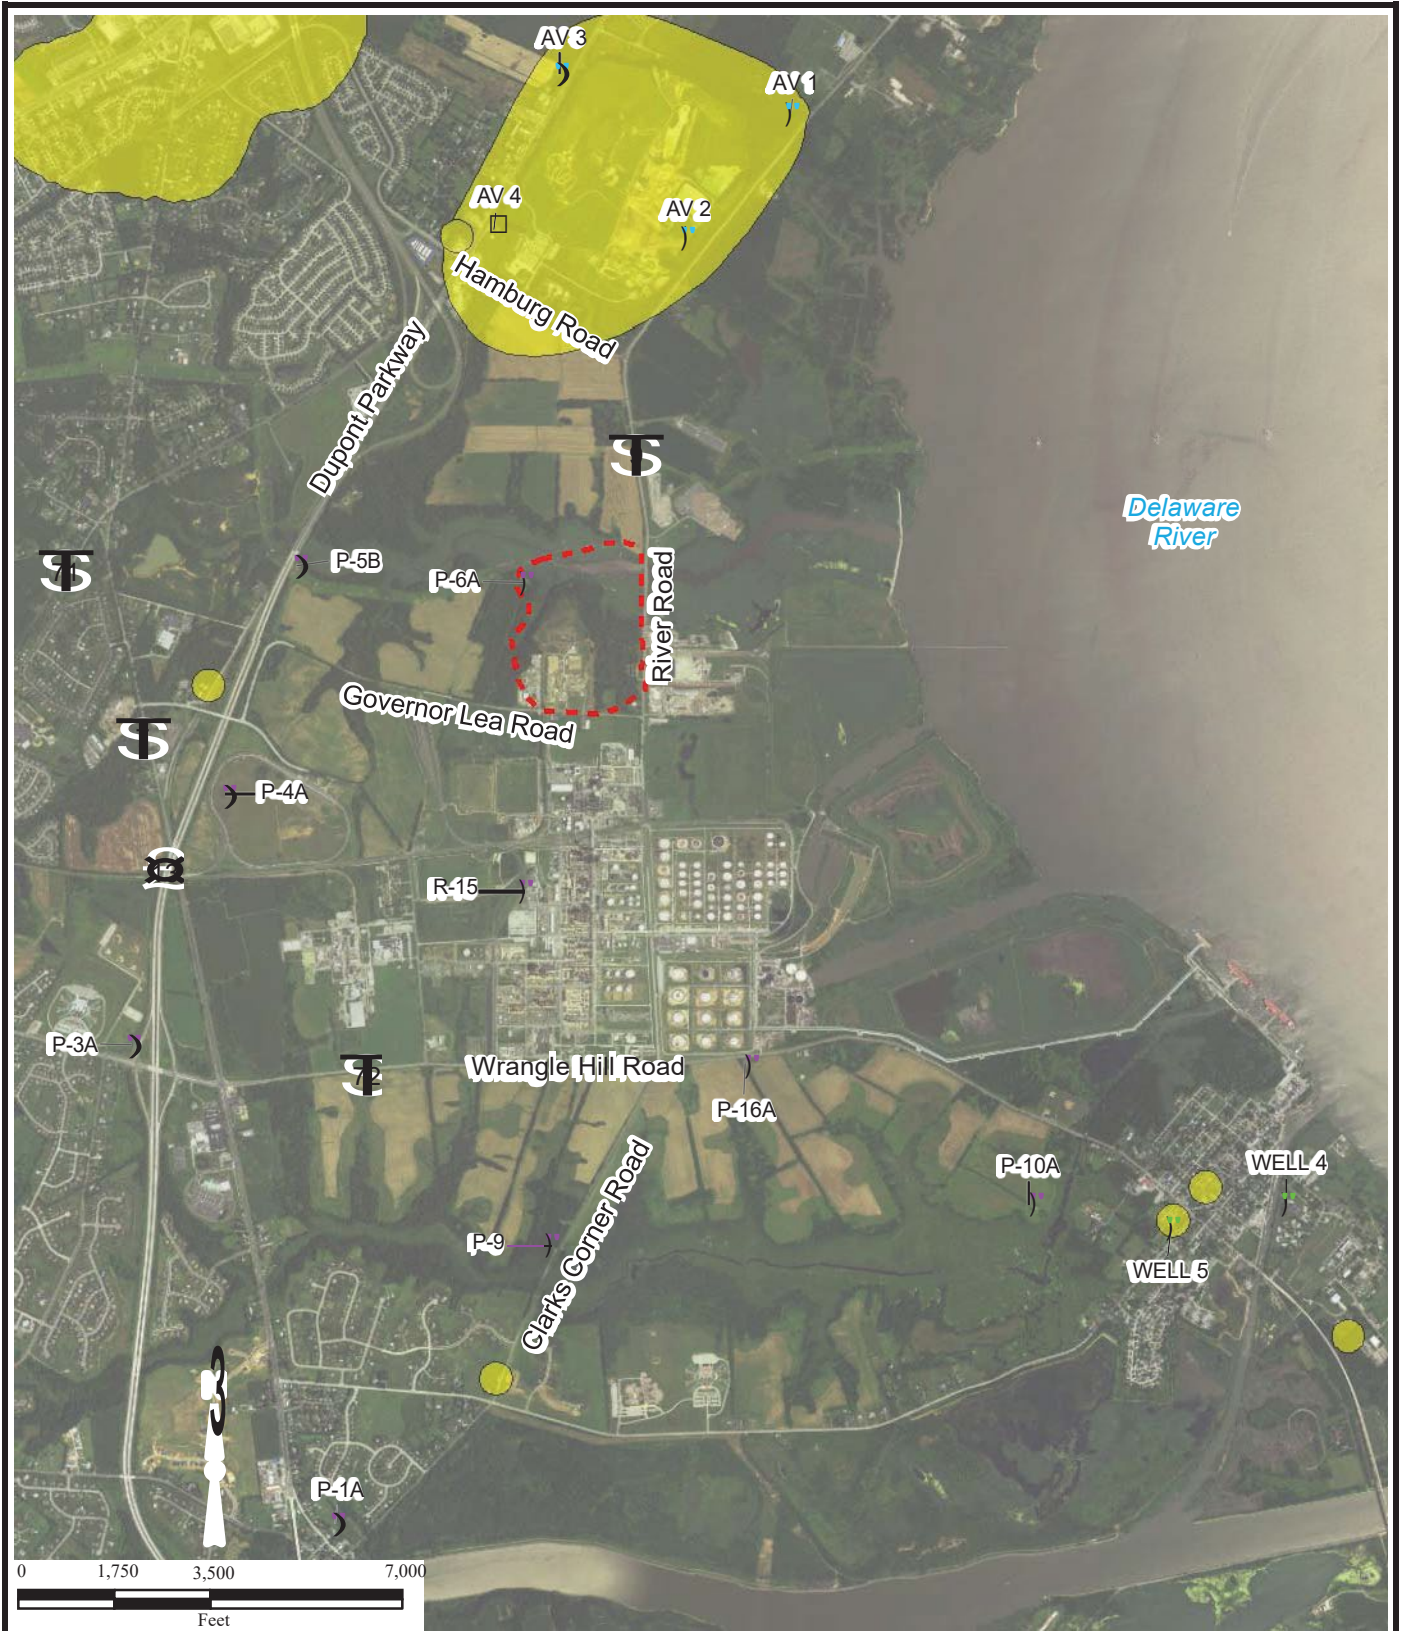 AV 3
AV 1
AV 4
AV 2
Hamburg Road
Dupont Parkway
Delaware
River
P-5B
P-6A
71
River Road
Governor Lea Road
P-4A
R-15
P-3A
Wrangle Hill Road
72
P-16A
P-10A
WELL 4
P-9
Clarks Corner Road
WELL 5
P-1A
0 1,750 3,500 7,000
Feet